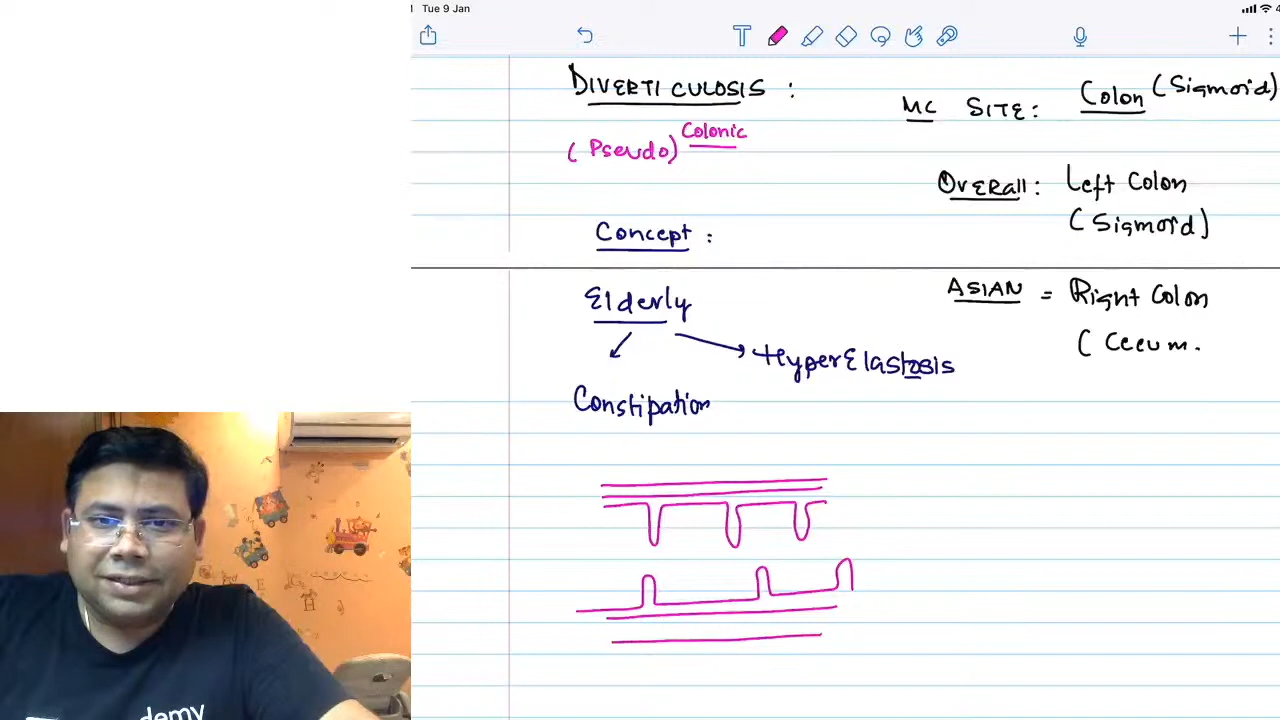 Tue 9 Jan
DIVERTICULOSIS :
(Pseudo) Colonic
MC SITE: Colon (Sigmoid)
OVERAll: Left Colon
(Sigmoid)
Concept :
ASIAN = Right Colon
( Cecum.
Elderly
HyperElastosis
Constipation
demy